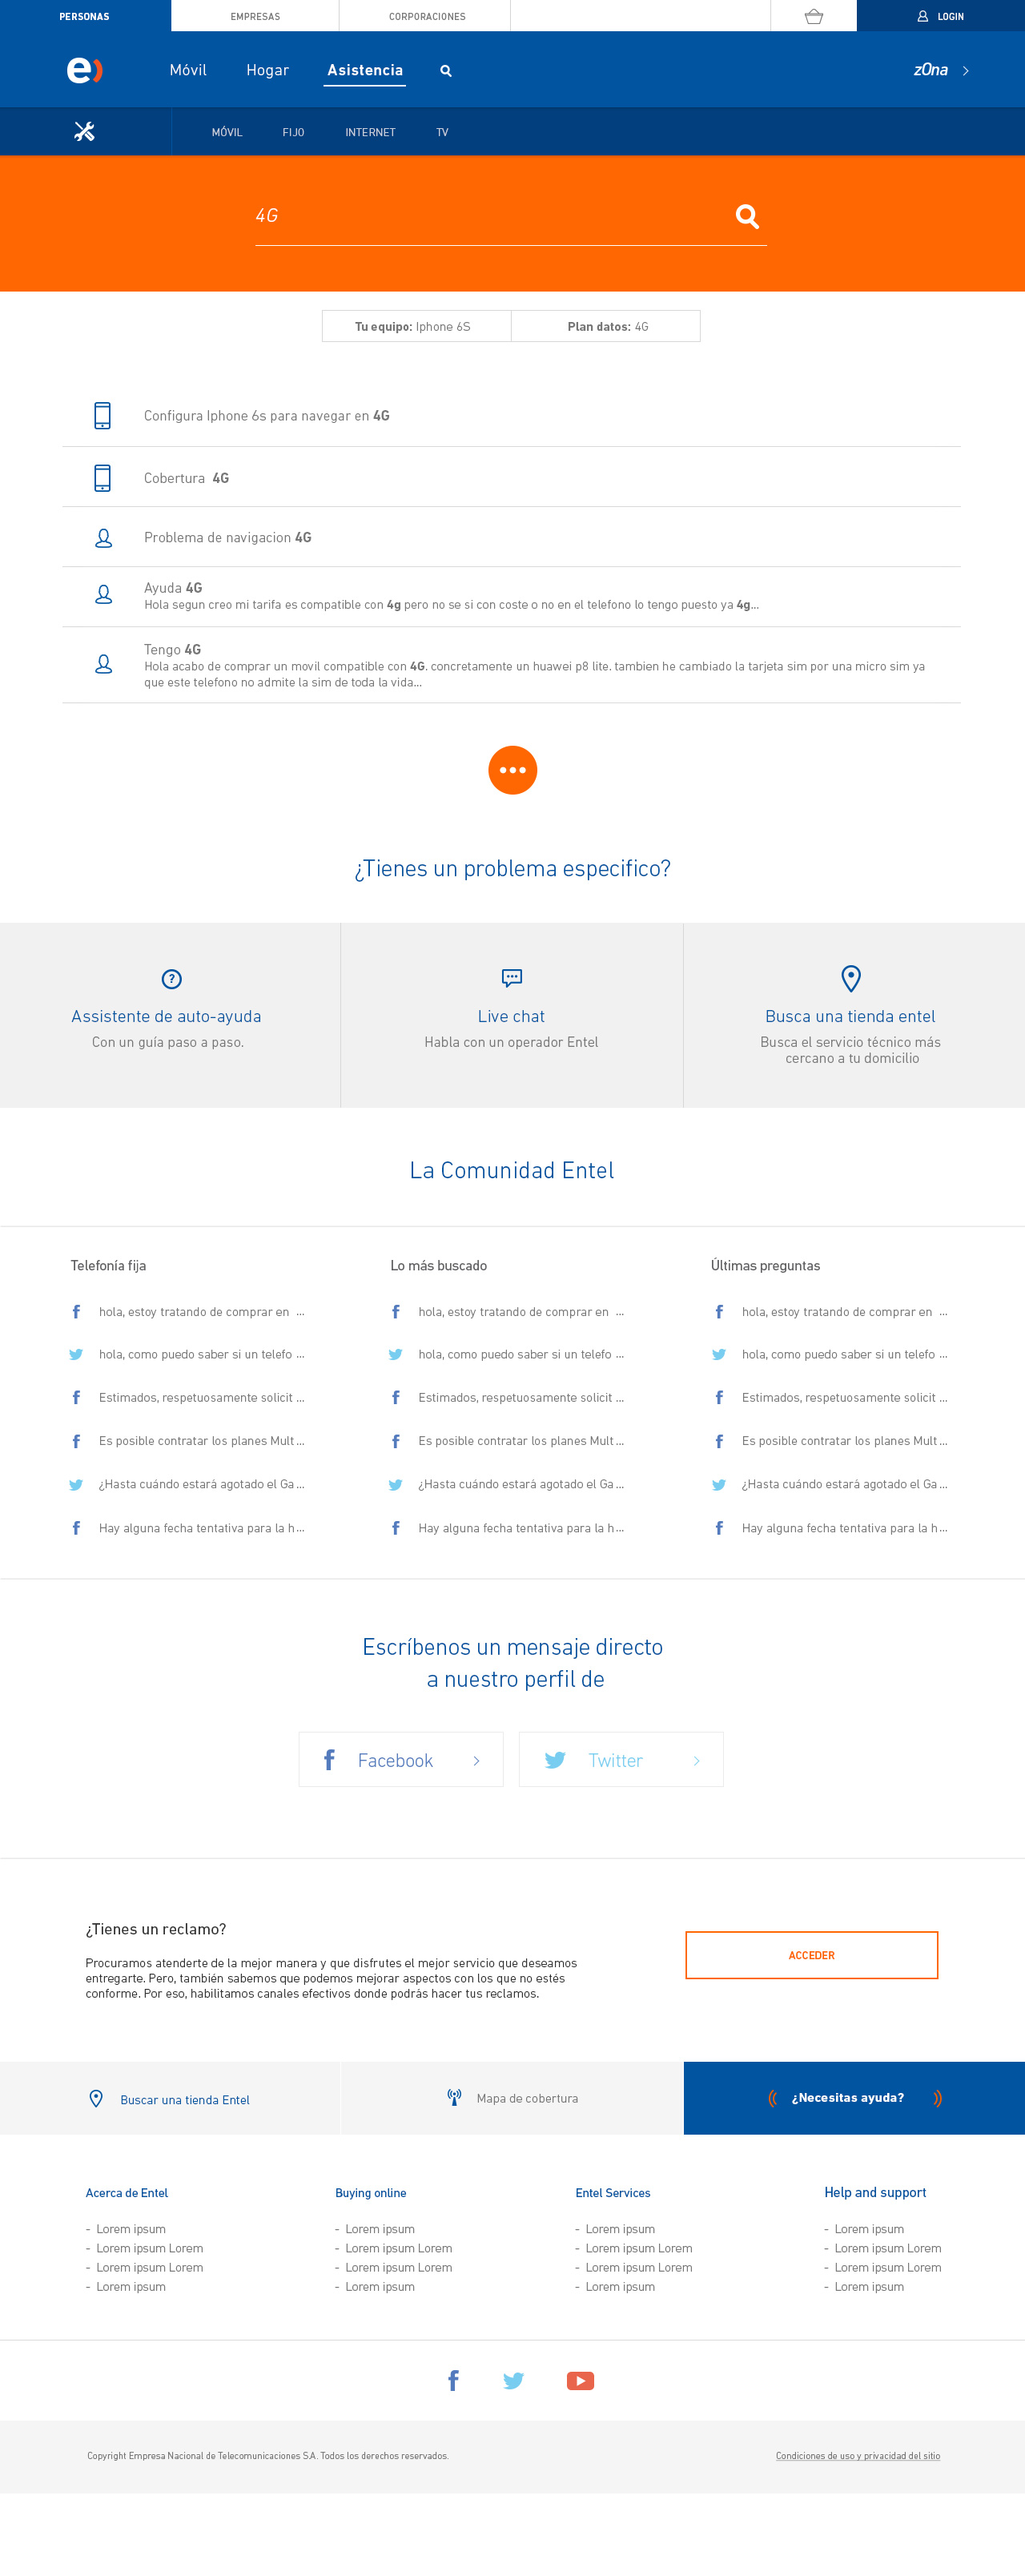 PERSONAS EMPRESAS CORPORACIONES LOGIN
e) Móvil Hogar Asistencia zOna
MÓVIL FIJO INTERNET TV
4G
Tu equipo: Iphone 6S Plan datos: 4G
Configura Iphone 6s para navegar en 4G
Cobertura 4G
Problema de navigacion 4G
Ayuda 4G
Hola segun creo mi tarifa es compatible con 4g pero no se si con coste o no en el telefono lo tengo puesto ya 4g...
Tengo 4G
Hola acabo de comprar un movil compatible con 4G. concretamente un huawei p8 lite. tambien he cambiado la tarjeta sim por una micro sim ya
que este telefono no admite la sim de toda la vida...
¿Tienes un problema especifico?
Assistente de auto-ayuda
Con un guía paso a paso.
Live chat
Habla con un operador Entel
Busca una tienda entel
Busca el servicio técnico más
cercano a tu domicilio
La Comunidad Entel
Telefonía fija
hola, estoy tratando de comprar en ...
hola, como puedo saber si un telefo ...
Estimados, respetuosamente solicit ...
Es posible contratar los planes Mult ...
¿Hasta cuándo estará agotado el Ga ...
Hay alguna fecha tentativa para la h ...
Lo más buscado
hola, estoy tratando de comprar en ...
hola, como puedo saber si un telefo ...
Estimados, respetuosamente solicit ...
Es posible contratar los planes Mult ...
¿Hasta cuándo estará agotado el Ga ...
Hay alguna fecha tentativa para la h ...
Últimas preguntas
hola, estoy tratando de comprar en ...
hola, como puedo saber si un telefo ...
Estimados, respetuosamente solicit ...
Es posible contratar los planes Mult ...
¿Hasta cuándo estará agotado el Ga ...
Hay alguna fecha tentativa para la h ...
Escríbenos un mensaje directo
a nuestro perfil de
Facebook Twitter
¿Tienes un reclamo?
Procuramos atenderte de la mejor manera y que disfrutes el mejor servicio que deseamos
entregarte. Pero, también sabemos que podemos mejorar aspectos con los que no estés
conforme. Por eso, habilitamos canales efectivos donde podrás hacer tus reclamos.
ACCEDER
Buscar una tienda Entel Mapa de cobertura ¿Necesitas ayuda?
Acerca de Entel
- Lorem ipsum
- Lorem ipsum Lorem
- Lorem ipsum Lorem
- Lorem ipsum
Buying online
- Lorem ipsum
- Lorem ipsum Lorem
- Lorem ipsum Lorem
- Lorem ipsum
Entel Services
- Lorem ipsum
- Lorem ipsum Lorem
- Lorem ipsum Lorem
- Lorem ipsum
Help and support
- Lorem ipsum
- Lorem ipsum Lorem
- Lorem ipsum Lorem
- Lorem ipsum
Copyright Empresa Nacional de Telecomunicaciones S.A. Todos los derechos reservados. Condiciones de uso y privacidad del sitio